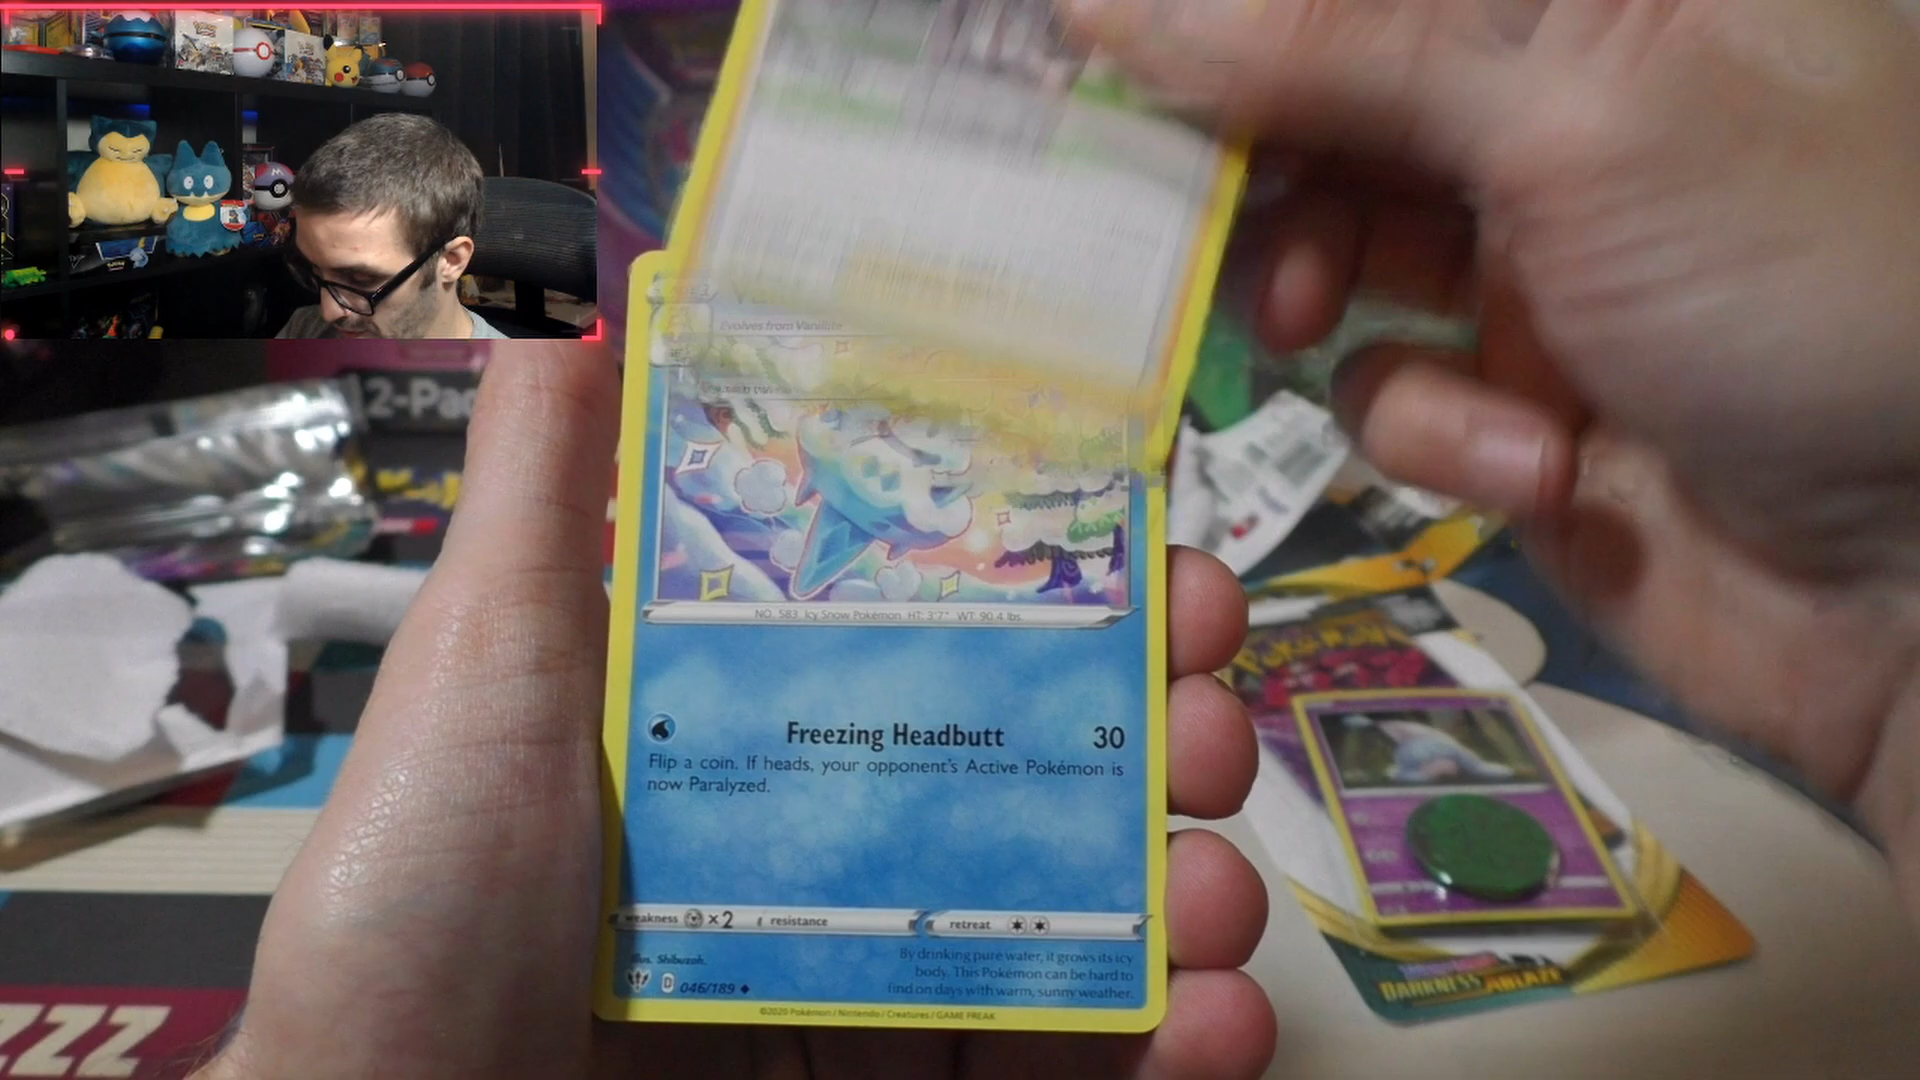 2-Pac
Evolves from Vanillite
NO. 583 Icy Snow Pokémon HT: 3'7" WT: 90.4 lbs.
Freezing Headbutt 30
Flip a coin. If heads, your opponent's Active Pokémon is
now Paralyzed.
weakness ×2 resistance retreat
Illus. Shibuzoh.
By drinking pure water, it grows its icy
body. This Pokémon can be hard to
find on days with warm, sunny weather.
D 046/189
©2020 Pokémon / Nintendo / Creatures / GAME FREAK
POKÉMON
DARKNESS ABLAZE
ZZZ